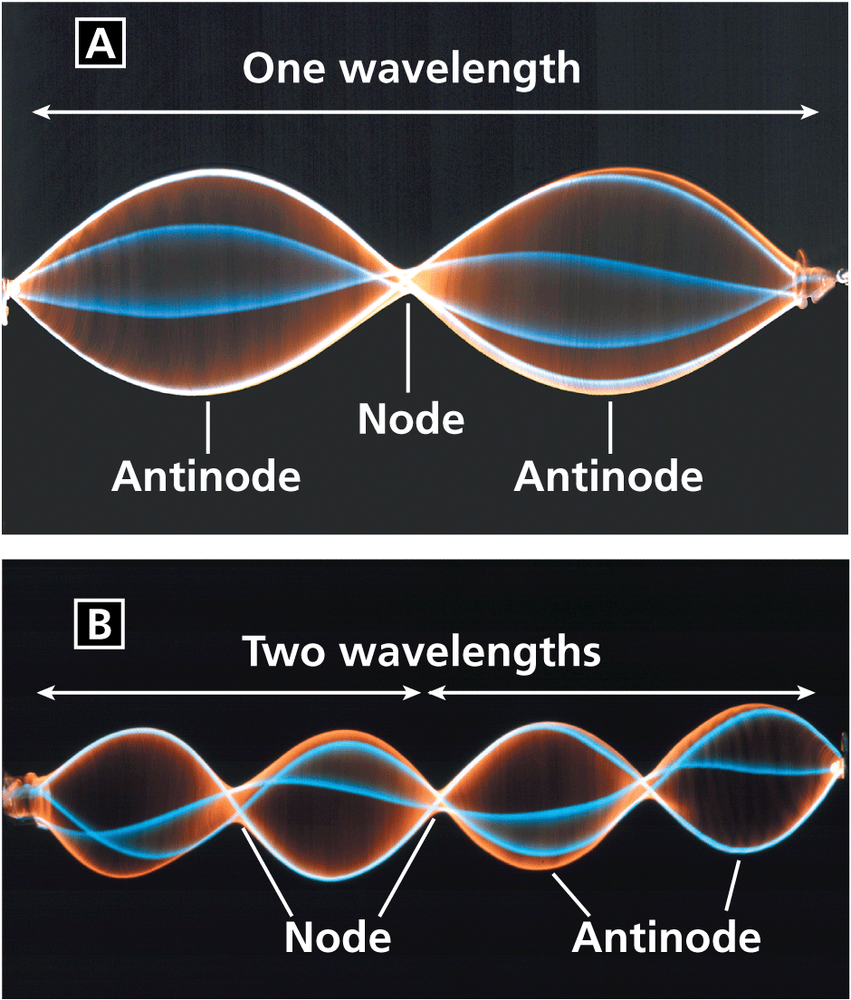 A
One wavelength
Node
Antinode
Antinode
B
Two wavelengths
Node
Antinode